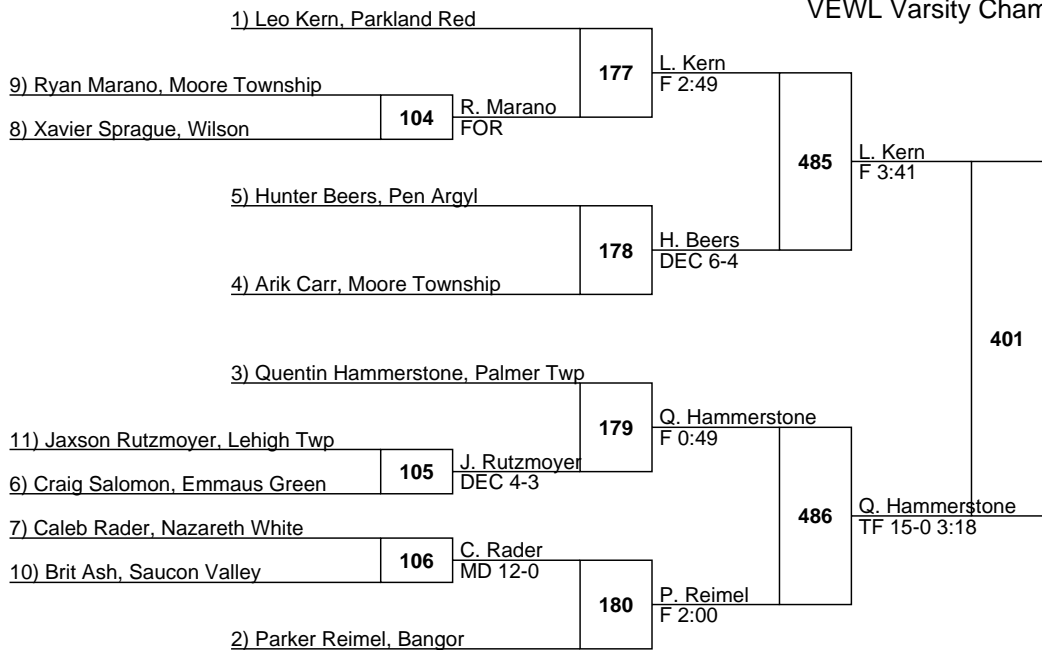 VEWL Varsity Cham
1) Leo Kern, Parkland Red
177
L. Kern
F 2:49
9) Ryan Marano, Moore Township
104
R. Marano
FOR
8) Xavier Sprague, Wilson
485
L. Kern
F 3:41
5) Hunter Beers, Pen Argyl
178
H. Beers
DEC 6-4
4) Arik Carr, Moore Township
401
3) Quentin Hammerstone, Palmer Twp
179
Q. Hammerstone
F 0:49
11) Jaxson Rutzmoyer, Lehigh Twp
105
J. Rutzmoyer
DEC 4-3
6) Craig Salomon, Emmaus Green
486
Q. Hammerstone
TF 15-0 3:18
7) Caleb Rader, Nazareth White
106
C. Rader
MD 12-0
10) Brit Ash, Saucon Valley
180
P. Reimel
F 2:00
2) Parker Reimel, Bangor